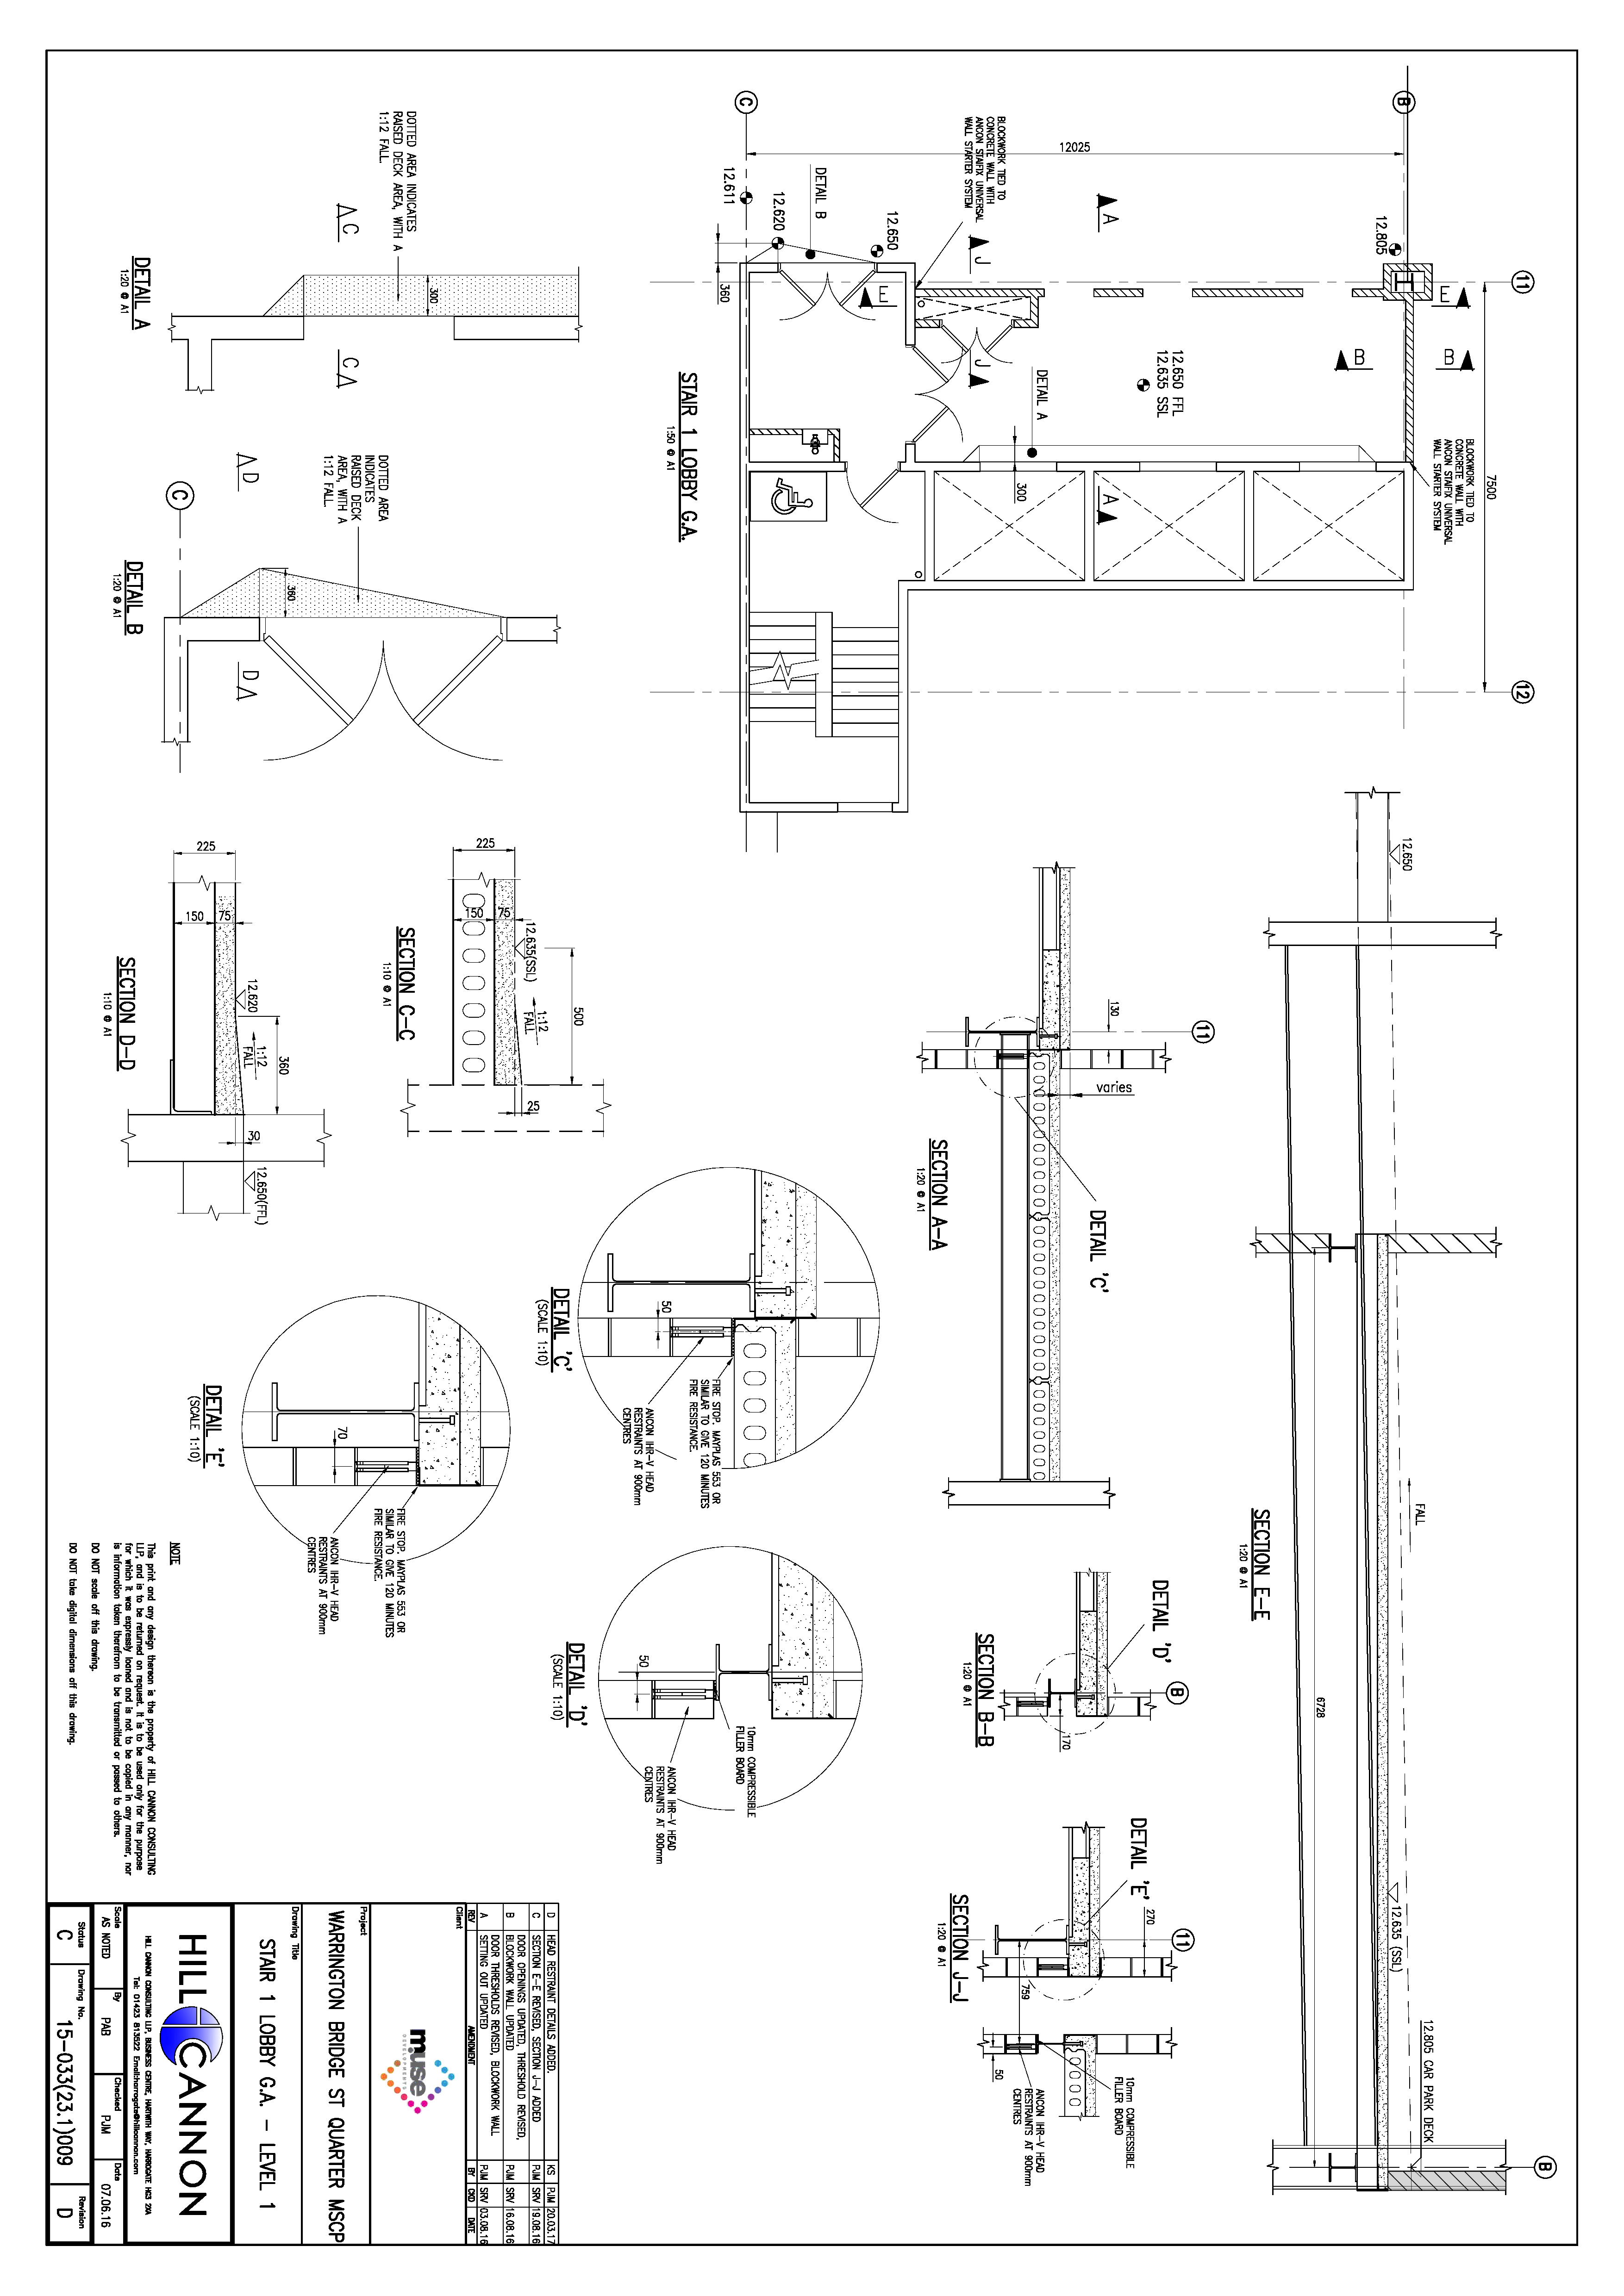 C
B
12025
BLOCKWORK TIED TO
CONCRETE WALL WITH
ANCON STAIFIX UNIVERSAL
WALL STARTER SYSTEM
A
12.805
DETAIL B
12.611
12.620
12.650
360
J
E
11
E
B
B
12.650 FFL
12.635 SSL
J
DETAIL A
300
A
BLOCKWORK TIED TO
CONCRETE WALL WITH
ANCON STAIFIX UNIVERSAL
WALL STARTER SYSTEM
7500
12
STAIR 1 LOBBY G.A.
1:50 @ A1
DOTTED AREA INDICATES
RAISED DECK AREA, WITH A
1:12 FALL.
C
C
300
DETAIL A
1:20 @ A1
DOTTED AREA
INDICATES
RAISED DECK
AREA, WITH A
1:12 FALL.
D
D
C
360
DETAIL B
1:20 @ A1
12.650
FALL
6728
12.635 (SSL)
12.805 CAR PARK DECK
B
SECTION E-E
1:20 @ A1
130
11
varies
DETAIL 'C'
SECTION A-A
1:20 @ A1
DETAIL 'D'
B
170
SECTION B-B
1:20 @ A1
DETAIL 'E'
270
11
759
50
10mm COMPRESSIBLE
FILLER BOARD
ANCON IHR-V HEAD
RESTRAINTS AT 900mm
CENTRES
SECTION J-J
1:20 @ A1
225
150
75
12.635(SSL)
500
1:12
FALL
25
SECTION C-C
1:10 @ A1
225
150
75
12.620
1:12
FALL
360
30
12.650(FFL)
SECTION D-D
1:10 @ A1
50
FIRE STOP. MAYPLAS 553 OR
SIMILAR TO GIVE 120 MINUTES
FIRE RESISTANCE.
ANCON IHR-V HEAD
RESTRAINTS AT 900mm
CENTRES
DETAIL 'C'
(SCALE 1:10)
50
10mm COMPRESSIBLE
FILLER BOARD
ANCON IHR-V HEAD
RESTRAINTS AT 900mm
CENTRES
DETAIL 'D'
(SCALE 1:10)
70
FIRE STOP. MAYPLAS 553 OR
SIMILAR TO GIVE 120 MINUTES
FIRE RESISTANCE.
ANCON IHR-V HEAD
RESTRAINTS AT 900mm
CENTRES
DETAIL 'E'
(SCALE 1:10)
NOTE
This print and any design thereon is the property of HILL CANNON CONSULTING
LLP, and is to be returned on request. It is to be used only for the purpose
for which it was expressly loaned and is not to be copied in any manner, nor
is information taken therefrom to be transmitted or passed to others.
DO NOT scale off this drawing.
DO NOT take digital dimensions off this drawing.
D HEAD RESTRAINT DETAILS ADDED. KS PJM 20.03.17
C SECTION E-E REVISED, SECTION J-J ADDED PJM SRV 19.08.16
B DOOR OPENINGS UPDATED, THRESHOLD REVISED,
BLOCKWORK WALL UPDATED PJM SRV 16.08.16
A DOOR THRESHOLDS REVISED, BLOCKWORK WALL
SETTING OUT UPDATED PJM SRV 03.08.16
REV AMENDMENT BY CKD DATE
Client
muse
DEVELOPMENTS
Project
WARRINGTON BRIDGE ST QUARTER MSCP
Drawing Title
STAIR 1 LOBBY G.A. - LEVEL 1
HILL CANNON
HILL CANNON CONSULTING LLP, BUSINESS CENTRE, HARTWITH WAY, HARROGATE HG3 2XA
Tel: 01423 813522 Email:harrogate@hillcannon.com
Scale
AS NOTED
By
PAB
Checked
PJM
Date
07.06.16
Status
C
Drawing No.
15-033(23.1)009
Revision
D